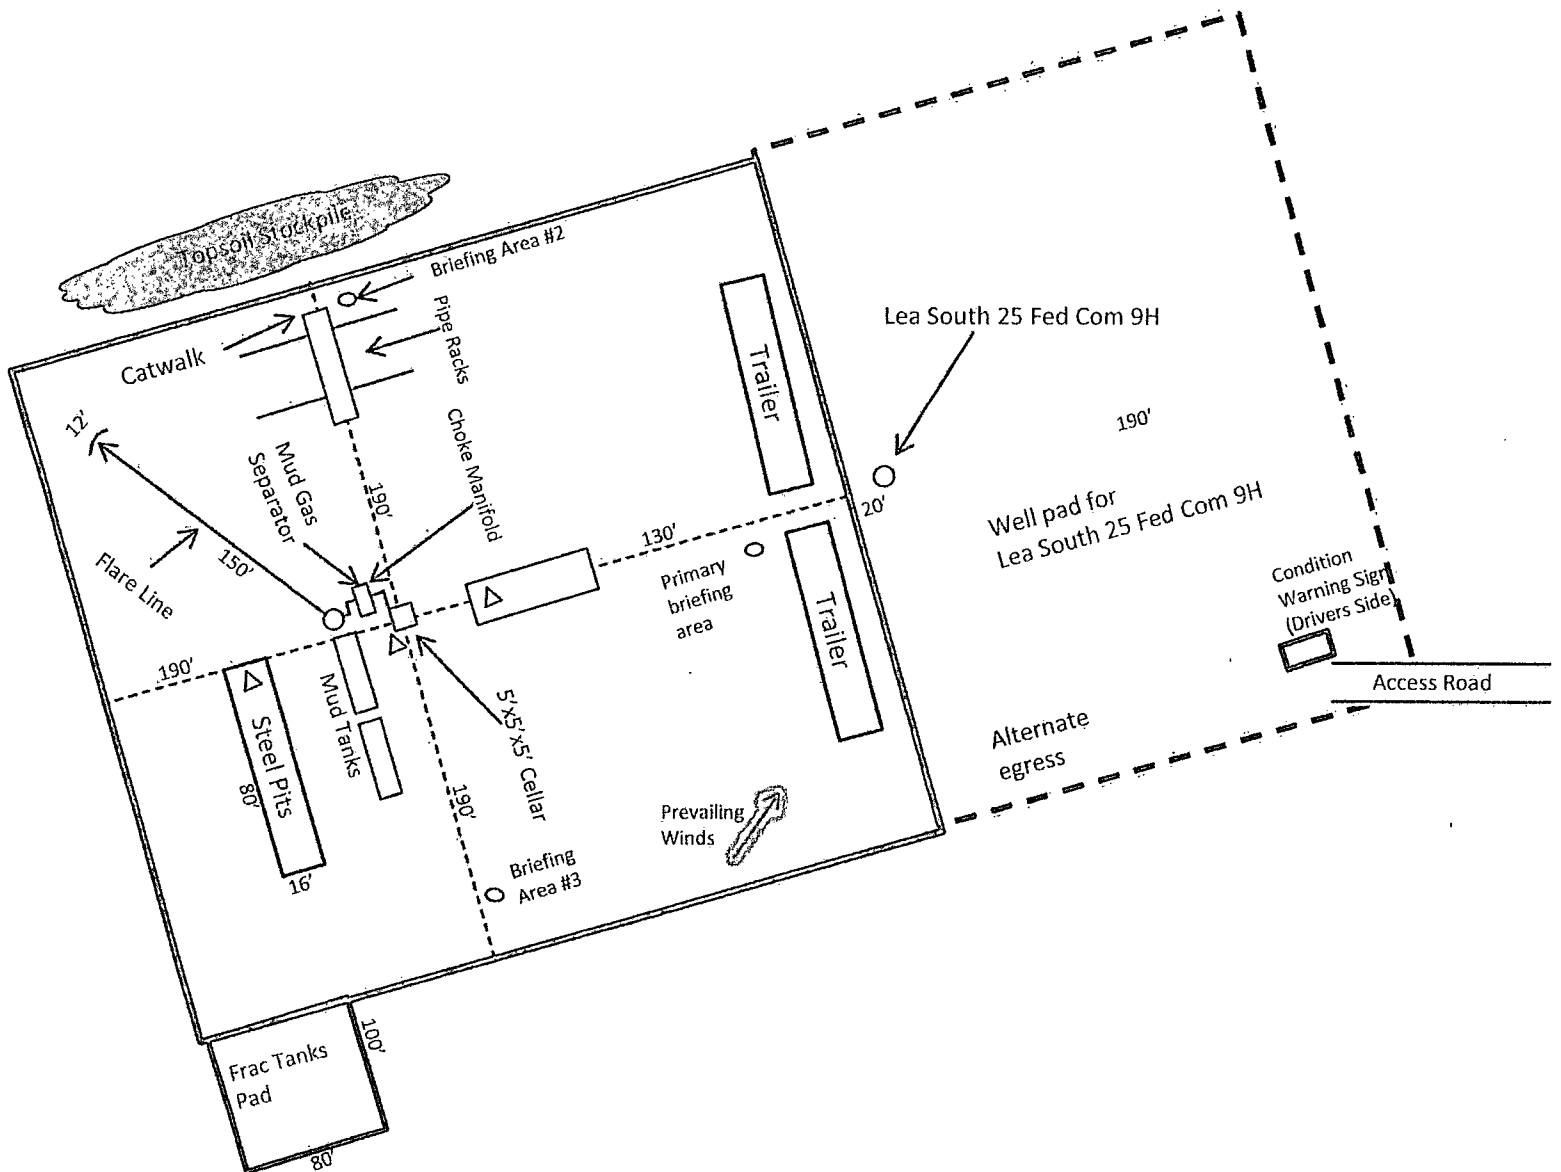 Topsoil Stockpile
Briefing Area #2
Catwalk
Pipe Racks
Trailer
Lea South 25 Fed Com 9H
12'
Mud Gas
Separator
Choke Manifold
190'
190'
Flare Line
150'
130'
20'
Well pad for
Lea South 25 Fed Com 9H
Primary
briefing
area
Condition
Warning Sign
(Drivers Side)
Trailer
190'
Steel Pits
Mud Tanks
5'x5'x5' Cellar
Access Road
Alternate
egress
80'
190'
Prevailing
Winds
16'
Briefing
Area #3
100'
Frac Tanks
Pad
80'